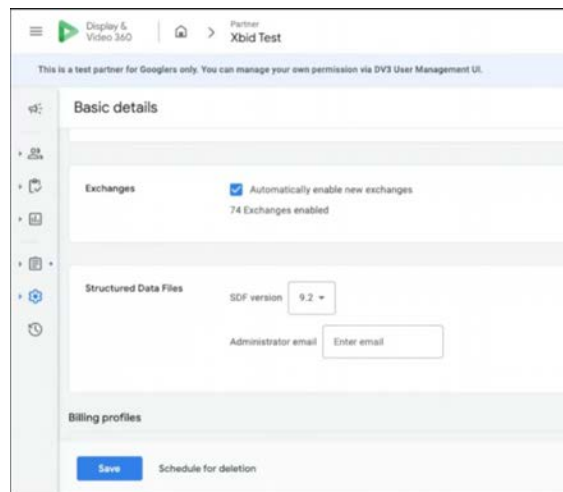 Display &
Video 360
Partner
Xbid Test
This is a test partner for Googlers only. You can manage your own permission via DV3 User Management UI.
Basic details
Exchanges
Automatically enable new exchanges
74 Exchanges enabled
Structured Data Files
SDF version
9.2
Administrator email
Enter email
Billing profiles
Save
Schedule for deletion